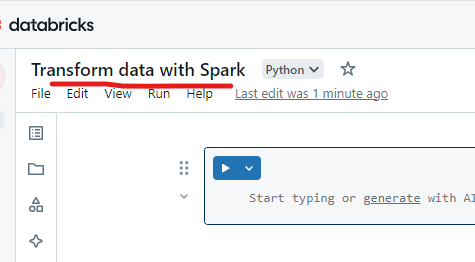 databricks
Transform data with Spark Python
File Edit View Run Help Last edit was 1 minute ago
Start typing or generate with AI